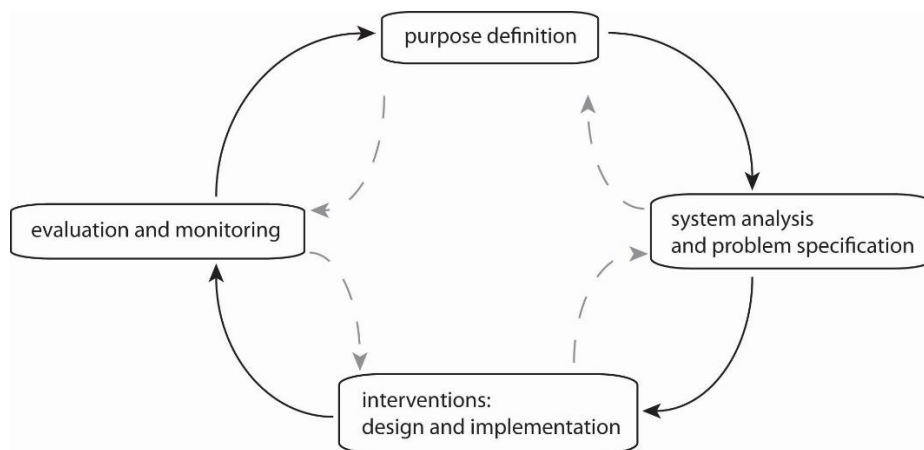 purpose definition
evaluation and monitoring
system analysis
and problem specification
interventions:
design and implementation